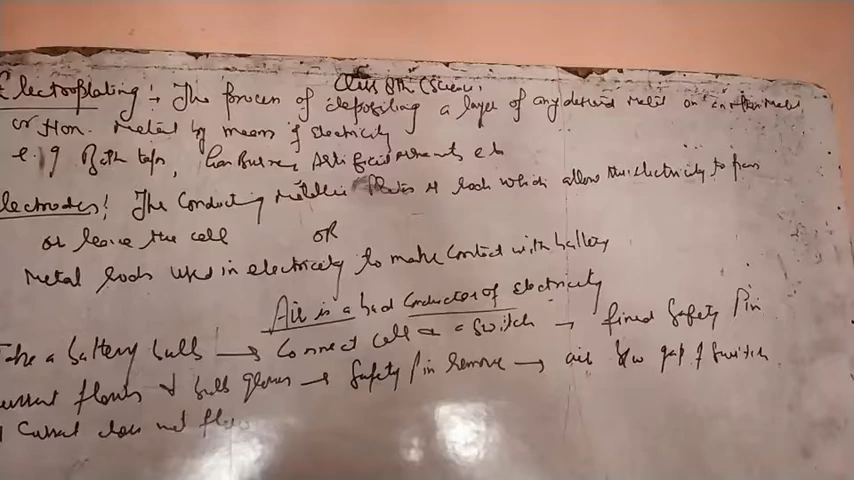 Class 8th (Science)
Electroplating :- The process of depositing a layer of any desired metal on another metal
or Non. Metal by means of electricity
e.g Bath taps, Gas Burner, Artificial ornaments etc
lectrodes! The Conducting Metallic Plates or rods which allow the electricity to pass
or leave the cell OR
Metal rods used in electricity to make Contact with battery
Air is a bad Conductor of electricity
Take a battery bulb → Connect cell & a switch → fixed Safety Pin
urrent flows & bulb glows → Safety Pin remove → air b/w gap of switch
Current does not flow